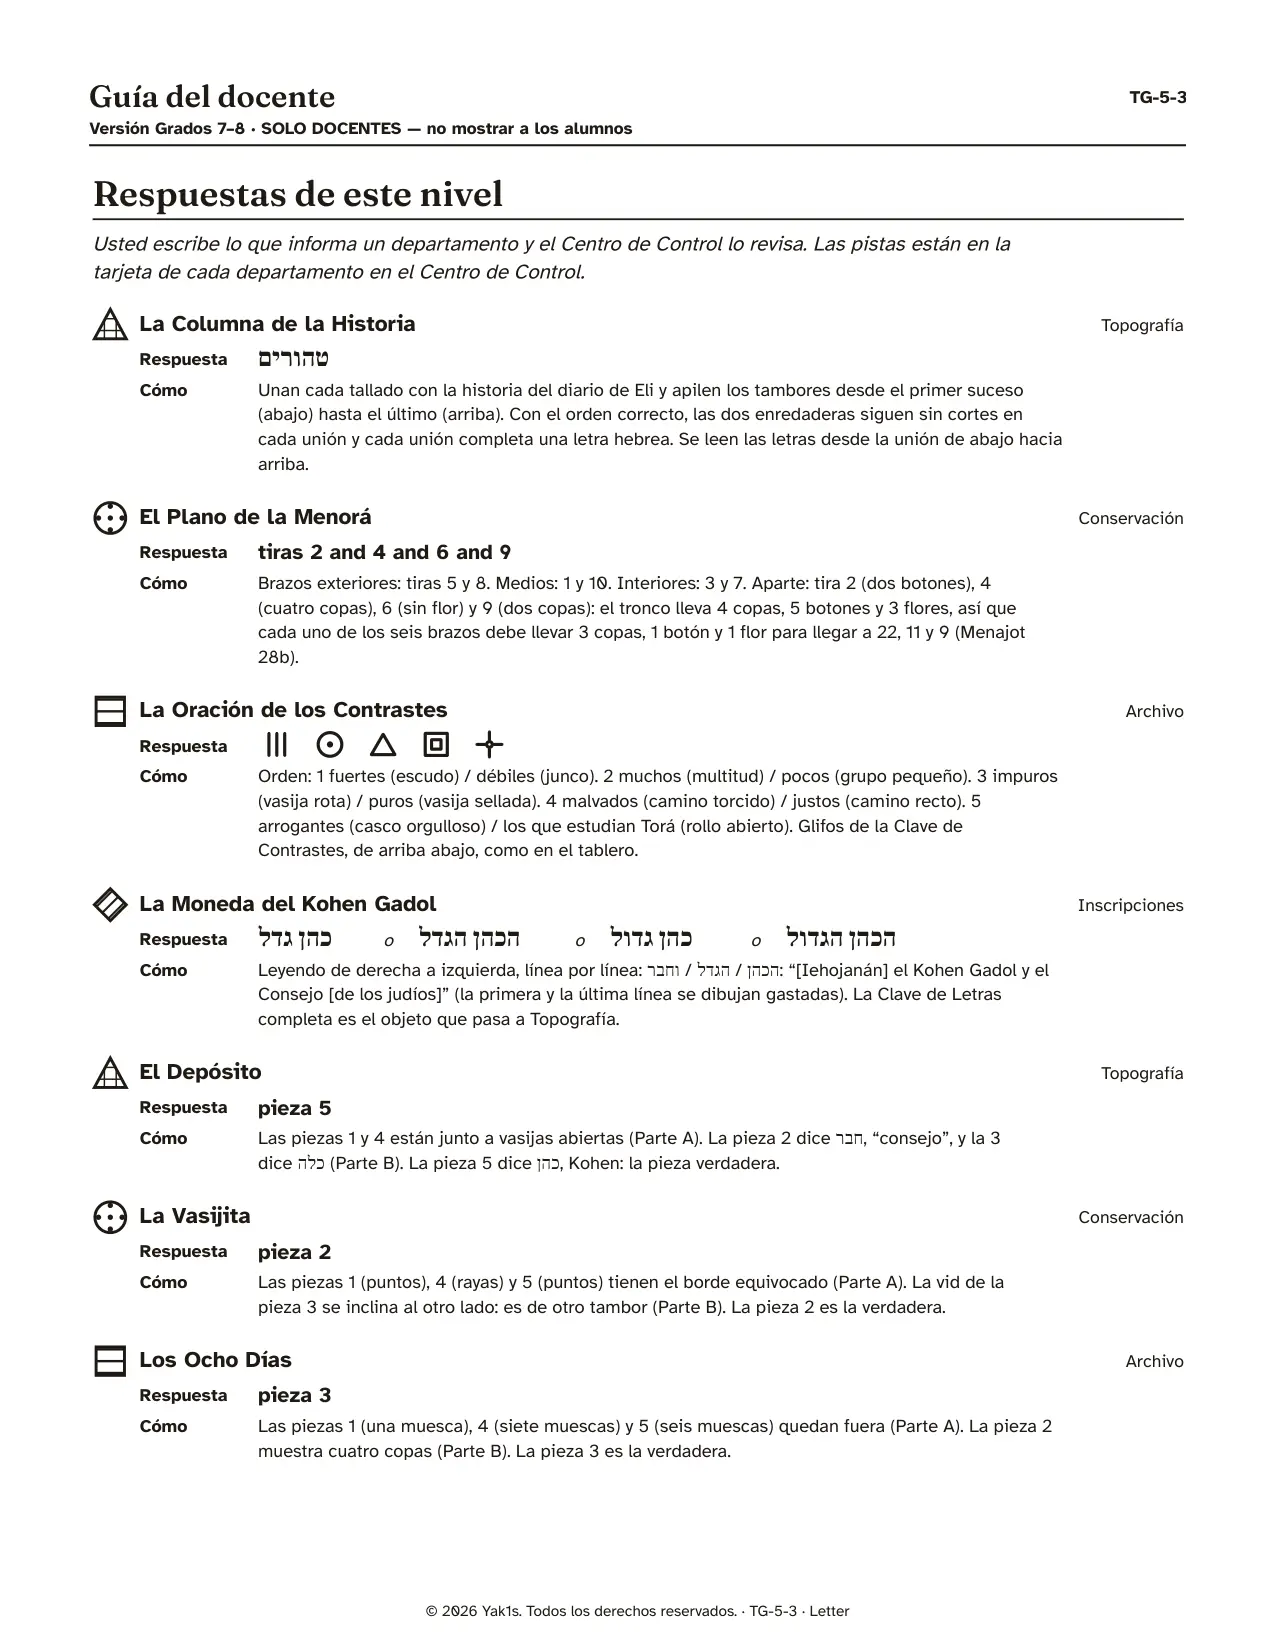 Guía del docente
TG-5-3
Versión Grados 7–8 · SOLO DOCENTES — no mostrar a los alumnos
Respuestas de este nivel
Usted escribe lo que informa un departamento y el Centro de Control lo revisa. Las pistas están en la
tarjeta de cada departamento en el Centro de Control.
La Columna de la Historia
Topografía
Respuesta טהורים
Cómo Unan cada tallado con la historia del diario de Eli y apilen los tambores desde el primer suceso
(abajo) hasta el último (arriba). Con el orden correcto, las dos enredaderas siguen sin cortes en
cada unión y cada unión completa una letra hebrea. Se leen las letras desde la unión de abajo hacia
arriba.
El Plano de la Menorá
Conservación
Respuesta tiras 2 and 4 and 6 and 9
Cómo Brazos exteriores: tiras 5 y 8. Medios: 1 y 10. Interiores: 3 y 7. Aparte: tira 2 (dos botones), 4
(cuatro copas), 6 (sin flor) y 9 (dos copas): el tronco lleva 4 copas, 5 botones y 3 flores, así que
cada uno de los seis brazos debe llevar 3 copas, 1 botón y 1 flor para llegar a 22, 11 y 9 (Menajot
28b).
La Oración de los Contrastes
Archivo
Respuesta
Cómo Orden: 1 fuertes (escudo) / débiles (junco). 2 muchos (multitud) / pocos (grupo pequeño). 3 impuros
(vasija rota) / puros (vasija sellada). 4 malvados (camino torcido) / justos (camino recto). 5
arrogantes (casco orgulloso) / los que estudian Torá (rollo abierto). Glifos de la Clave de
Contrastes, de arriba abajo, como en el tablero.
La Moneda del Kohen Gadol
Inscripciones
Respuesta כהן גדל o הכהן הגדל o כהן גדול o הכהן הגדול
Cómo Leyendo de derecha a izquierda, línea por línea: הכהן / הגדל / וחבר: “[Iehojanán] el Kohen Gadol y el
Consejo [de los judíos]” (la primera y la última línea se dibujan gastadas). La Clave de Letras
completa es el objeto que pasa a Topografía.
El Depósito
Topografía
Respuesta pieza 5
Cómo Las piezas 1 y 4 están junto a vasijas abiertas (Parte A). La pieza 2 dice חבר, “consejo”, y la 3
dice כלה (Parte B). La pieza 5 dice כהן, Kohen: la pieza verdadera.
La Vasijita
Conservación
Respuesta pieza 2
Cómo Las piezas 1 (puntos), 4 (rayas) y 5 (puntos) tienen el borde equivocado (Parte A). La vid de la
pieza 3 se inclina al otro lado: es de otro tambor (Parte B). La pieza 2 es la verdadera.
Los Ocho Días
Archivo
Respuesta pieza 3
Cómo Las piezas 1 (una muesca), 4 (siete muescas) y 5 (seis muescas) quedan fuera (Parte A). La pieza 2
muestra cuatro copas (Parte B). La pieza 3 es la verdadera.
© 2026 Yak1s. Todos los derechos reservados. · TG-5-3 · Letter